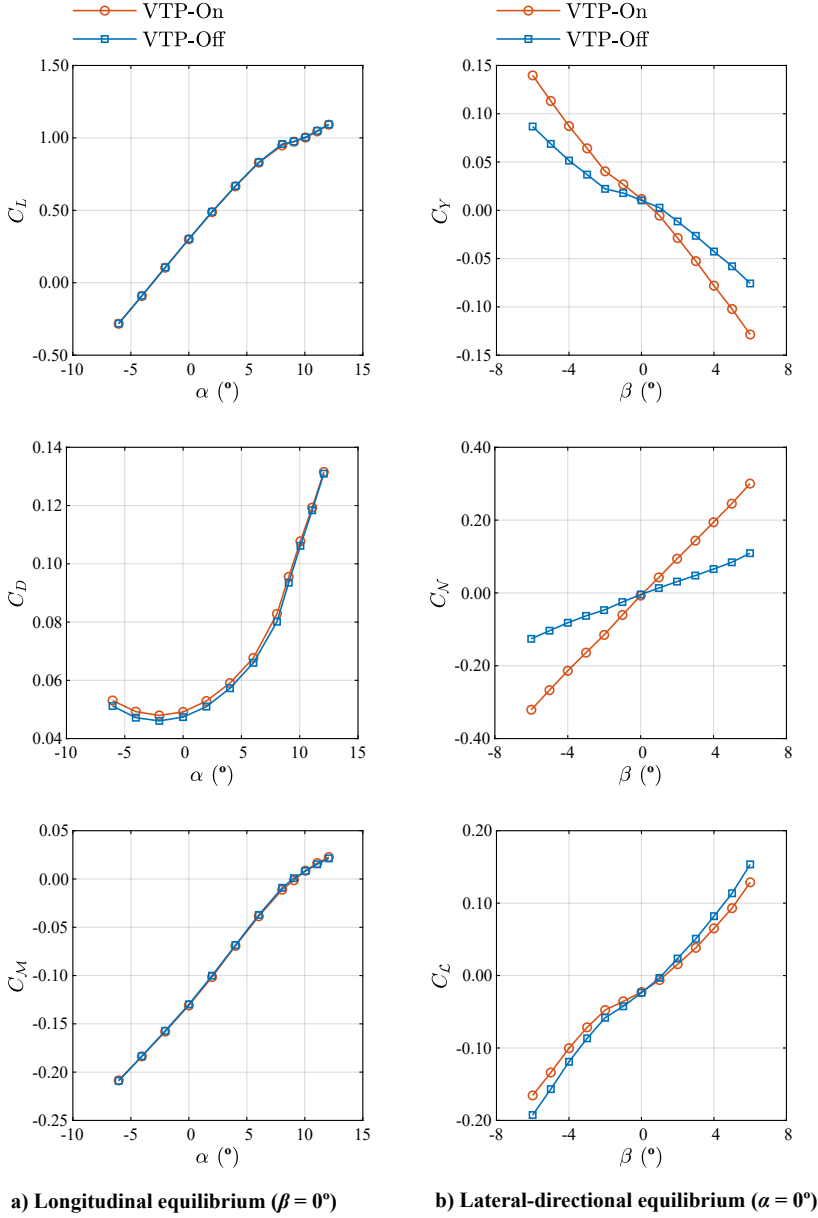 VTP-On
VTP-Off
1.50
1.00
0.50
0.00
-0.50
C_L
-10 -5 0 5 10 15
α (º)
VTP-On
VTP-Off
0.15
0.10
0.05
0.00
-0.05
-0.10
-0.15
C_Y
-8 -4 0 4 8
β (º)
0.14
0.12
0.10
0.08
0.06
0.04
C_D
-10 -5 0 5 10 15
α (º)
0.40
0.20
0.00
-0.20
-0.40
C_𝒩
-8 -4 0 4 8
β (º)
0.05
0.00
-0.05
-0.10
-0.15
-0.20
-0.25
C_ℳ
-10 -5 0 5 10 15
α (º)
0.20
0.10
0.00
-0.10
-0.20
C_ℒ
-8 -4 0 4 8
β (º)
a) Longitudinal equilibrium (β = 0º)
b) Lateral-directional equilibrium (α = 0º)